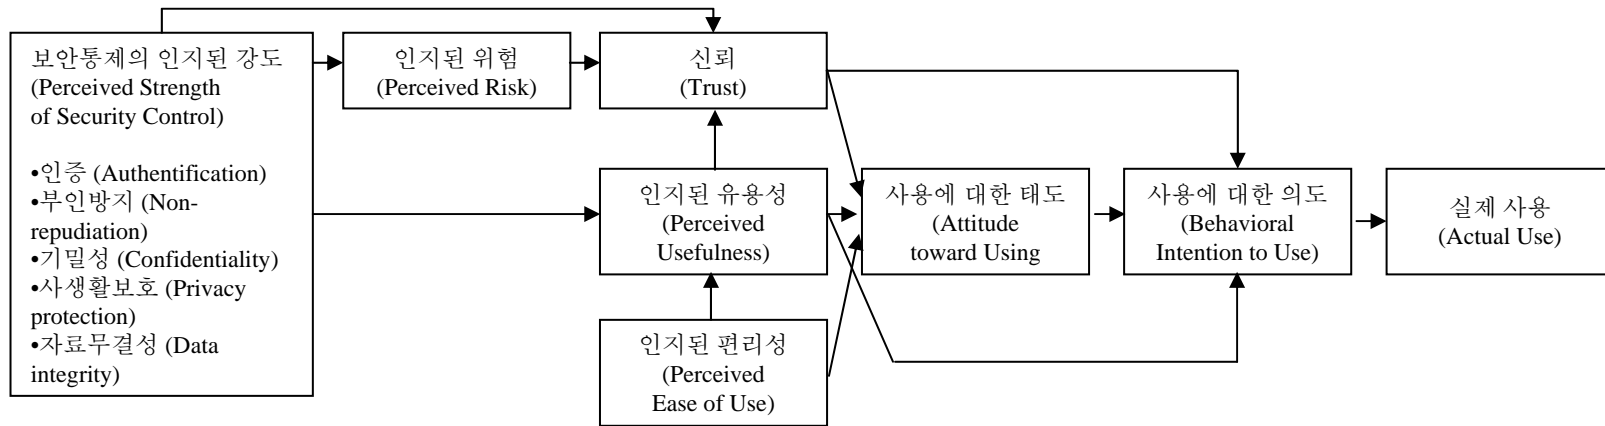 보안통제의 인지된 강도
(Perceived Strength
of Security Control)
•인증 (Authentification)
•부인방지 (Non-
repudiation)
•기밀성 (Confidentiality)
•사생활보호 (Privacy
protection)
•자료무결성 (Data
integrity)
인지된 위험
(Perceived Risk)
신뢰
(Trust)
인지된 유용성
(Perceived
Usefulness)
인지된 편리성
(Perceived
Ease of Use)
사용에 대한 태도
(Attitude
toward Using
사용에 대한 의도
(Behavioral
Intention to Use)
실제 사용
(Actual Use)